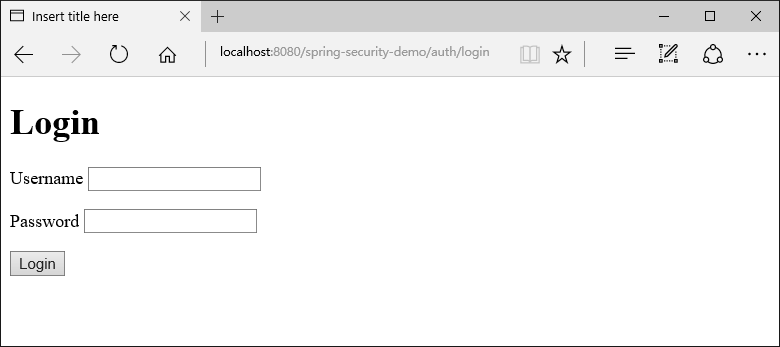 Insert title here
localhost:8080/spring-security-demo/auth/login
Login
Username
Password
Login